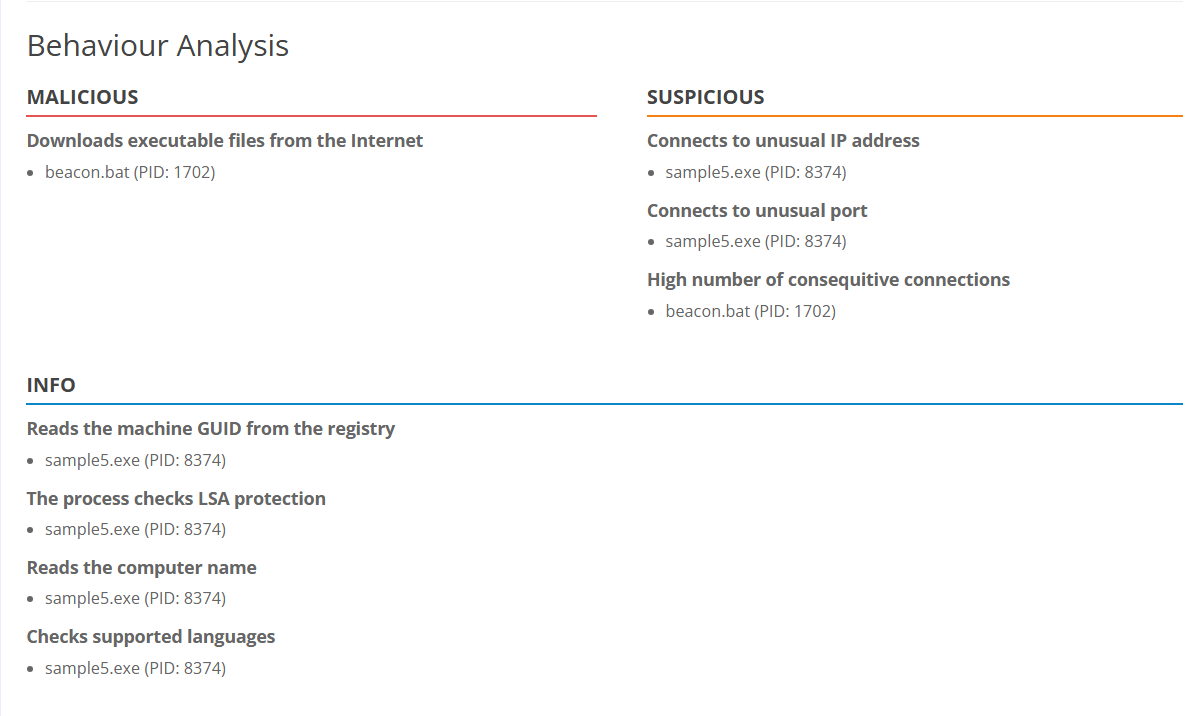 Behaviour Analysis
MALICIOUS
Downloads executable files from the Internet
beacon.bat (PID: 1702)
SUSPICIOUS
Connects to unusual IP address
sample5.exe (PID: 8374)
Connects to unusual port
sample5.exe (PID: 8374)
High number of consequitive connections
beacon.bat (PID: 1702)
INFO
Reads the machine GUID from the registry
sample5.exe (PID: 8374)
The process checks LSA protection
sample5.exe (PID: 8374)
Reads the computer name
sample5.exe (PID: 8374)
Checks supported languages
sample5.exe (PID: 8374)